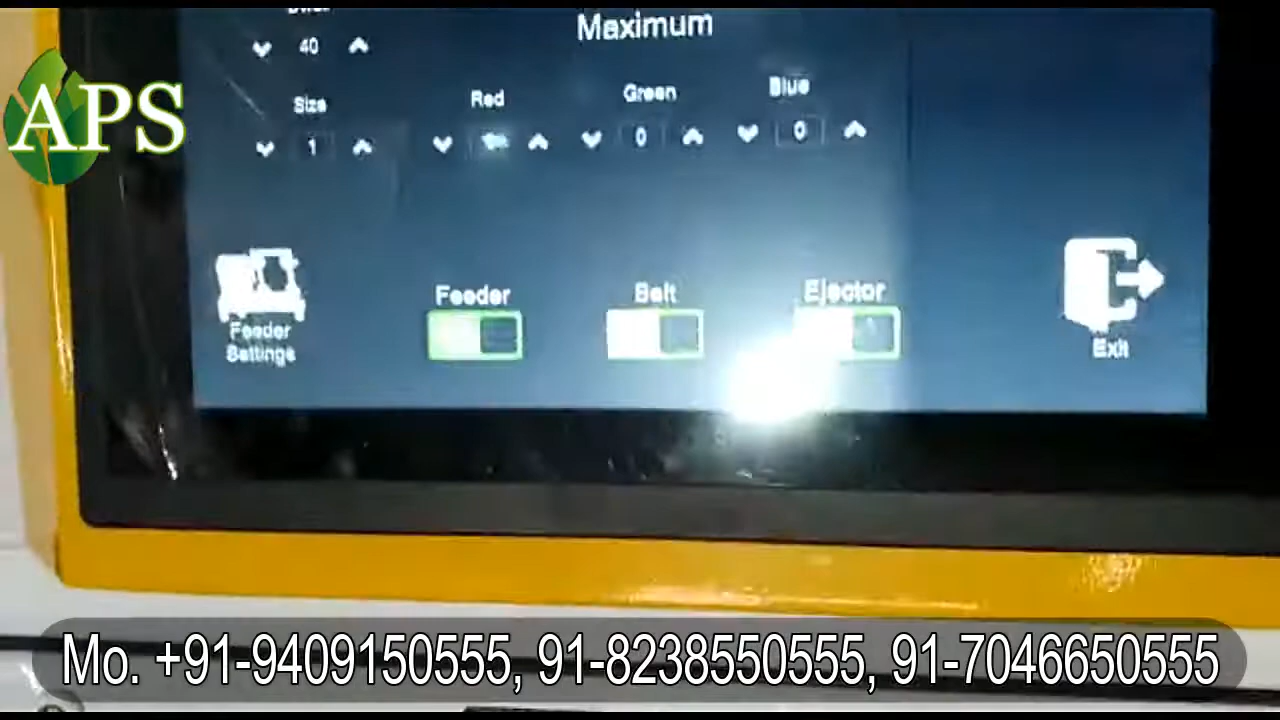 Maximum
40
Size
Red
Green
Blue
1
0
0
APS
Feeder
Settings
Feeder
Belt
Ejector
Exit
Mo. +91-9409150555, 91-8238550555, 91-7046650555